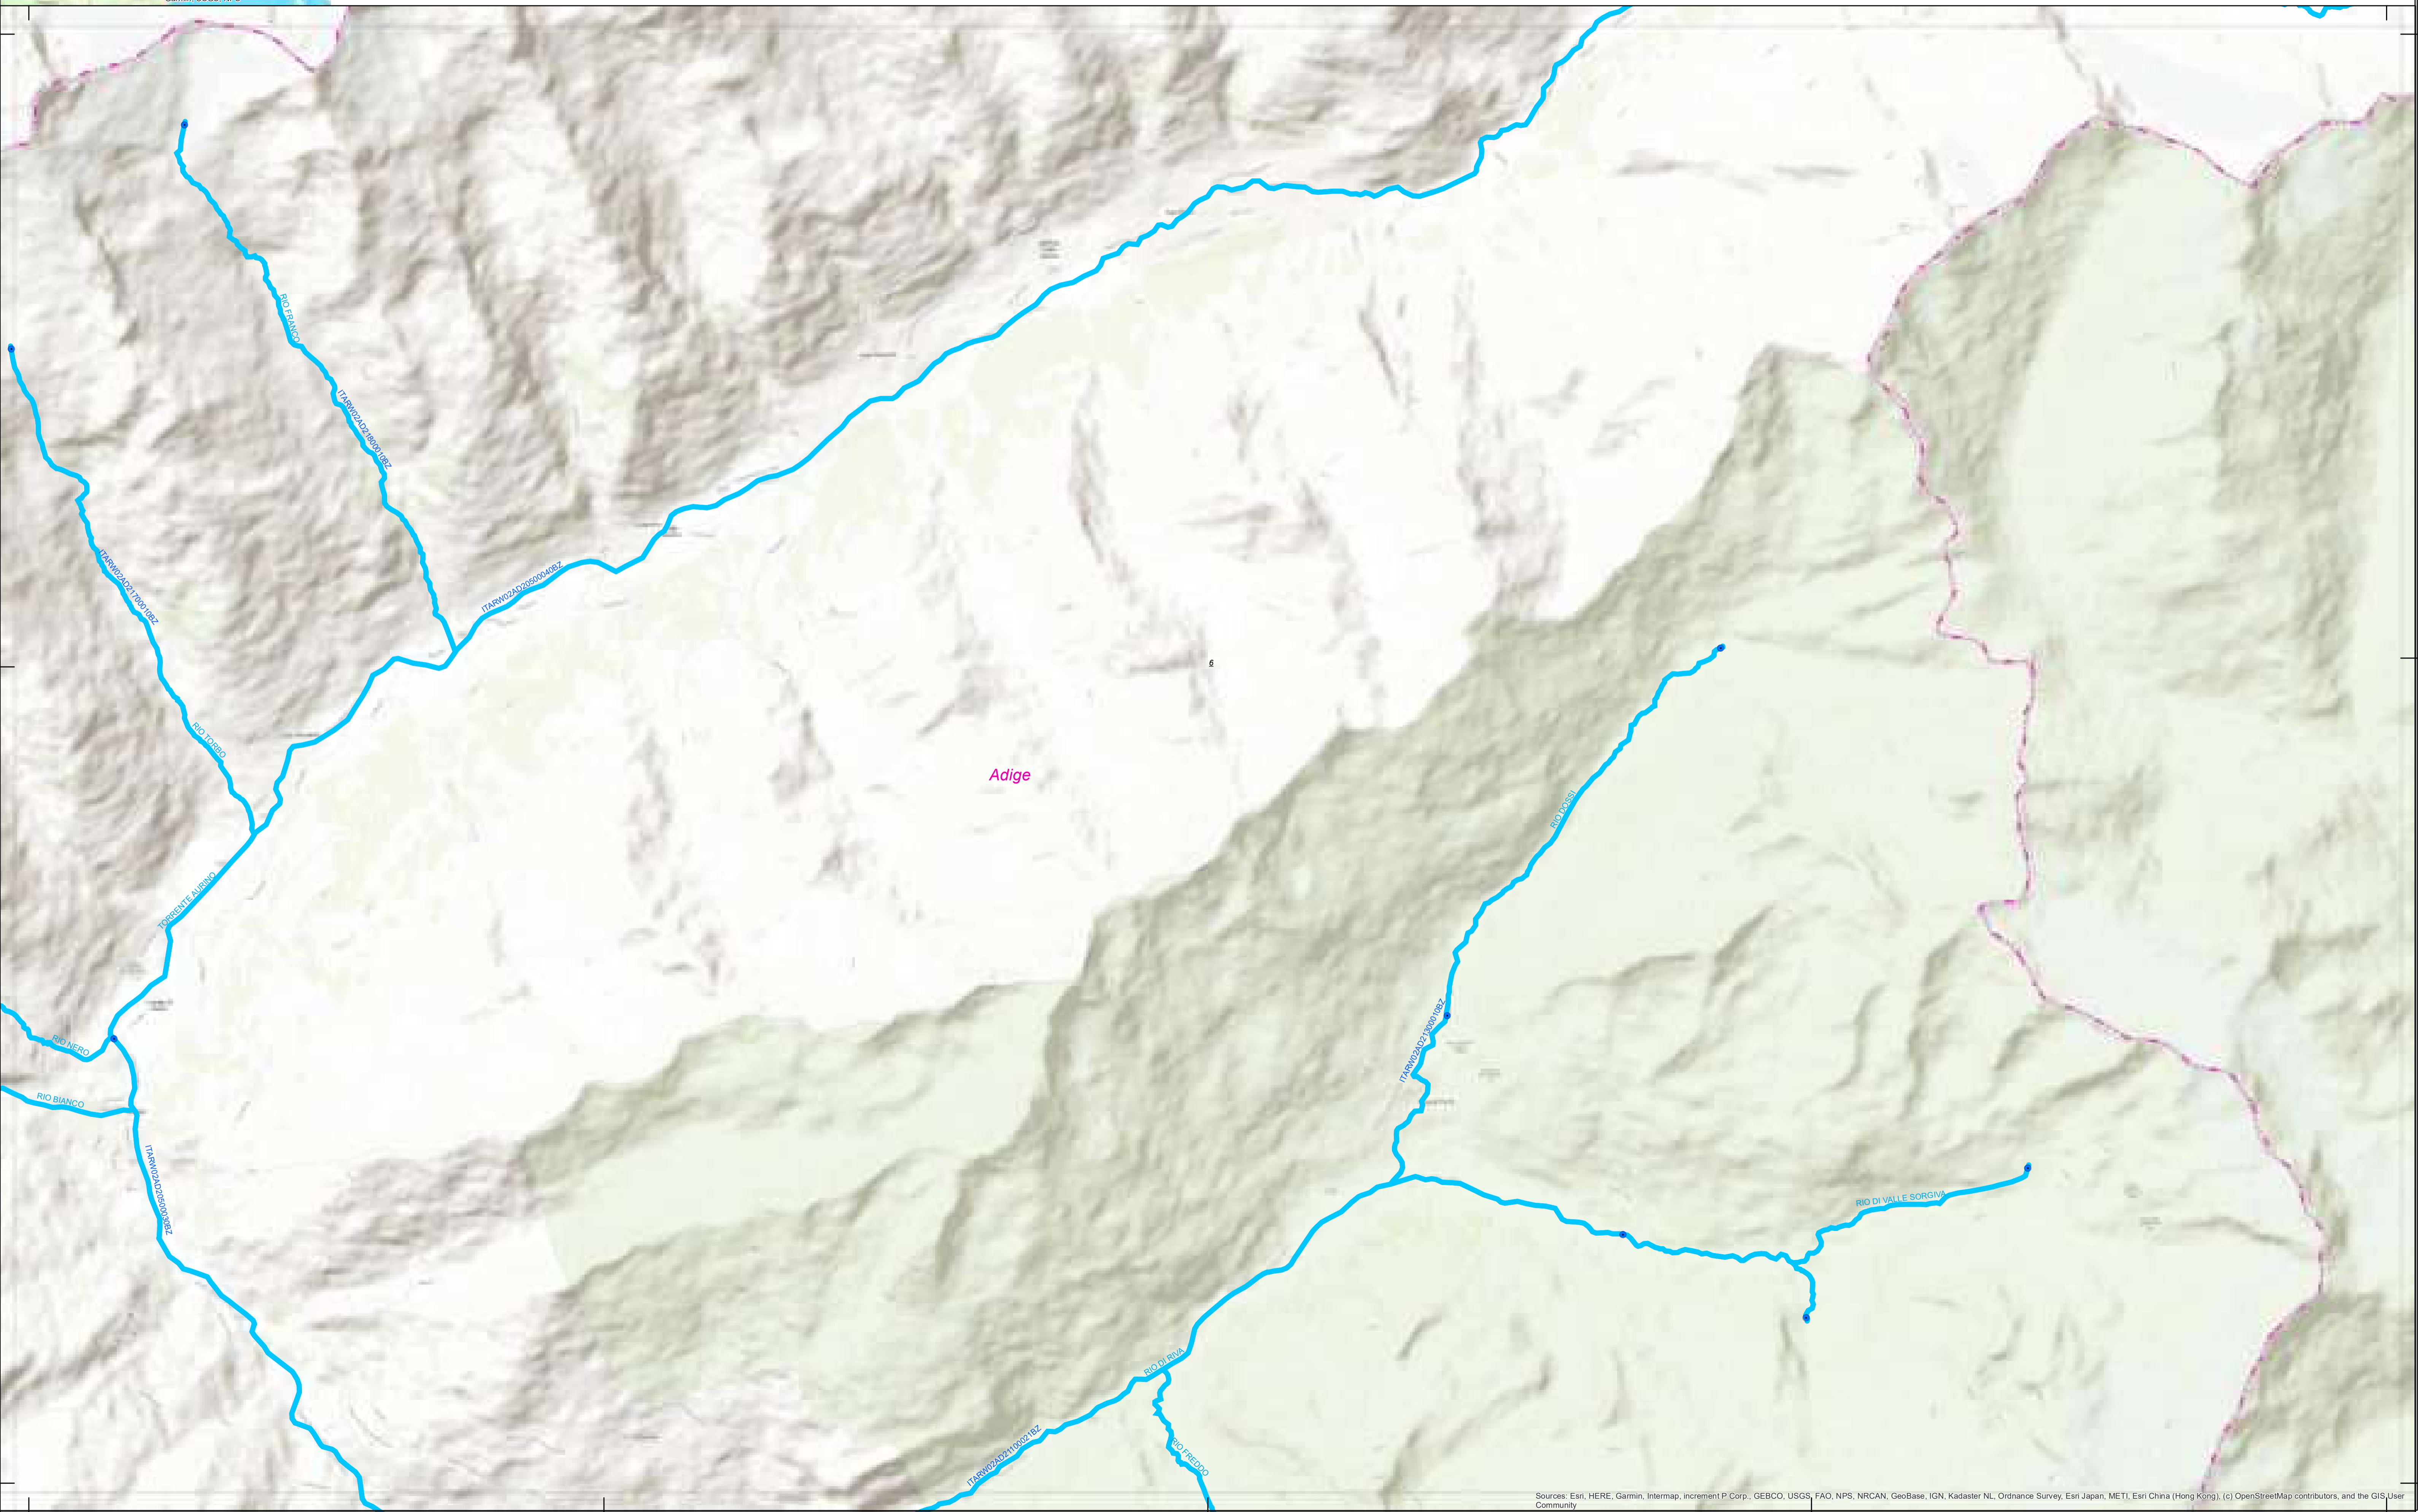 RIO FRANCO
ITARW02AD21800010BZ
ITARW02AD21700010BZ
ITARW02AD20500040BZ
RIO TORBO
6
Adige
RIO DOSSI
TORRENTE AURINO
ITARW02AD21300010BZ
RIO NERO
RIO BIANCO
ITARW02AD20500030BZ
RIO DI VALLE SORGIVA
RIO DI RIVA
ITARW02AD21100021BZ
RIO FREDDO
Sources: Esri, HERE, Garmin, Intermap, increment P Corp., GEBCO, USGS, FAO, NPS, NRCAN, GeoBase, IGN, Kadaster NL, Ordnance Survey, Esri Japan, METI, Esri China (Hong Kong), (c) OpenStreetMap contributors, and the GIS User
Community